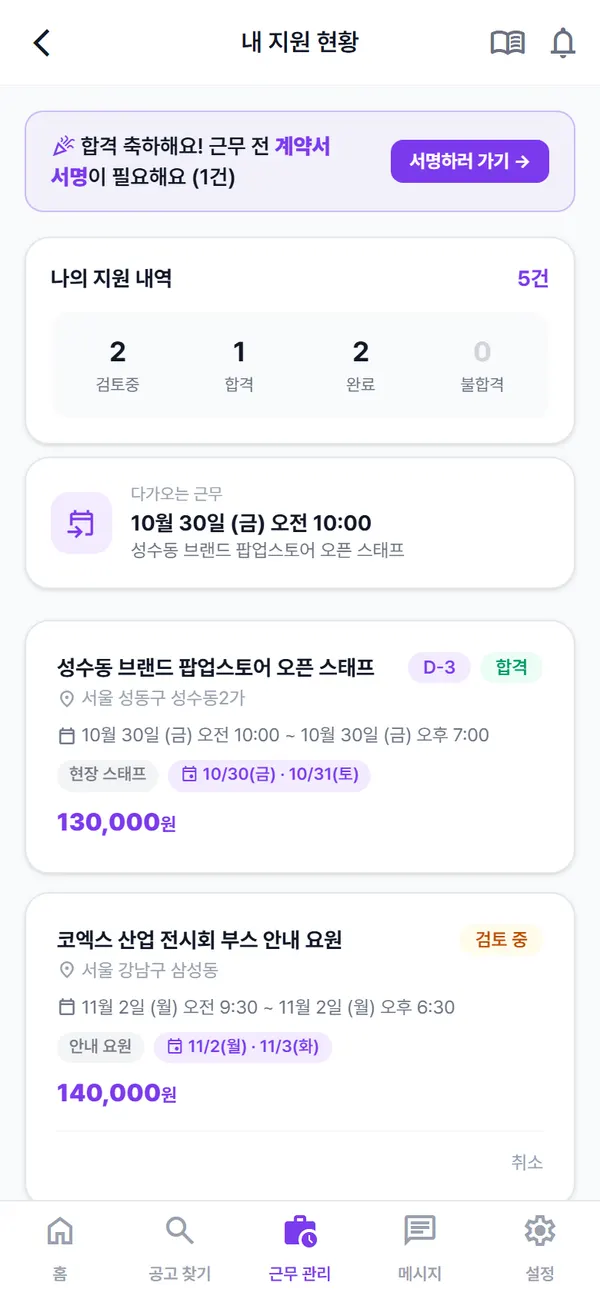 내 지원 현황
🎉 합격 축하해요! 근무 전 계약서
서명이 필요해요 (1건)
서명하러 가기 →
나의 지원 내역
5건
2
1
2
0
검토중
합격
완료
불합격
다가오는 근무
10월 30일 (금) 오전 10:00
성수동 브랜드 팝업스토어 오픈 스태프
성수동 브랜드 팝업스토어 오픈 스태프
D-3
합격
서울 성동구 성수동2가
10월 30일 (금) 오전 10:00 ~ 10월 30일 (금) 오후 7:00
현장 스태프
10/30(금) · 10/31(토)
130,000원
코엑스 산업 전시회 부스 안내 요원
검토 중
서울 강남구 삼성동
11월 2일 (월) 오전 9:30 ~ 11월 2일 (월) 오후 6:30
안내 요원
11/2(월) · 11/3(화)
140,000원
취소
홈
공고 찾기
근무 관리
메시지
설정